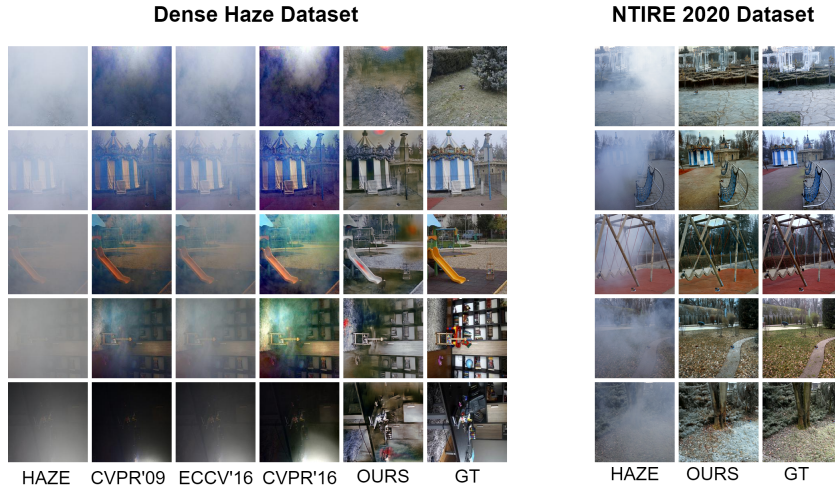 Dense Haze Dataset
NTIRE 2020 Dataset
HAZE CVPR'09 ECCV'16 CVPR'16 OURS GT
HAZE OURS GT